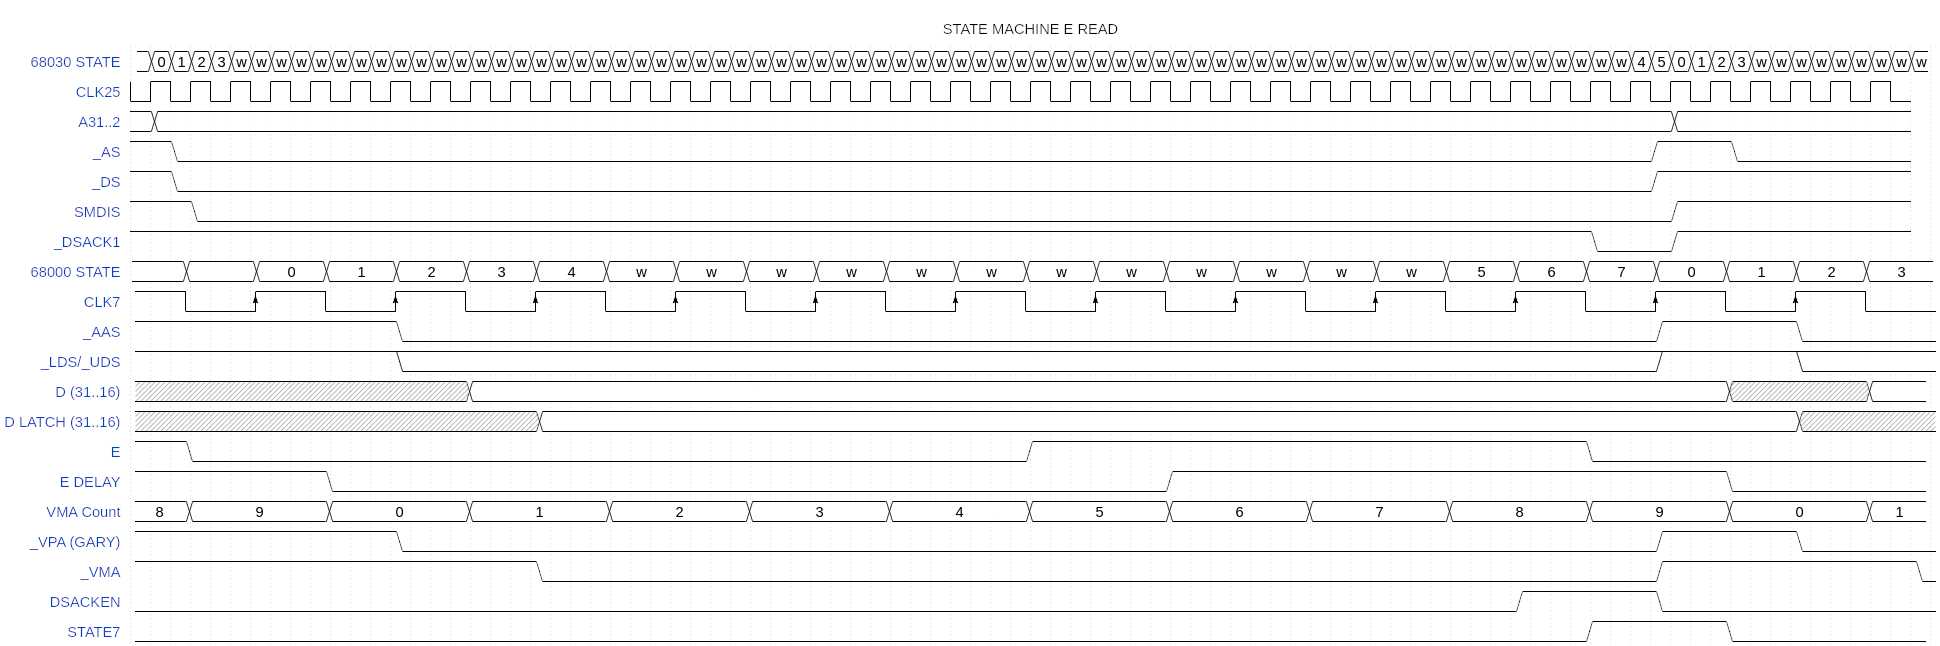 STATE MACHINE E READ
68030 STATE 0 1 2 3 w w w w w w w w w w w w w w w w w w w w w w w w w w w w w w w w w w w w w w w w w w w w w w w w w w w w w w w w w w w w w w w w w w w w w w 4 5 0 1 2 3 w w w w w w w w w
CLK25
A31..2
_AS
_DS
SMDIS
_DSACK1
68000 STATE 0 1 2 3 4 w w w w w w w w w w w w 5 6 7 0 1 2 3
CLK7
_AAS
_LDS/_UDS
D (31..16)
D LATCH (31..16)
E
E DELAY
VMA Count 8 9 0 1 2 3 4 5 6 7 8 9 0 1
_VPA (GARY)
_VMA
DSACKEN
STATE7